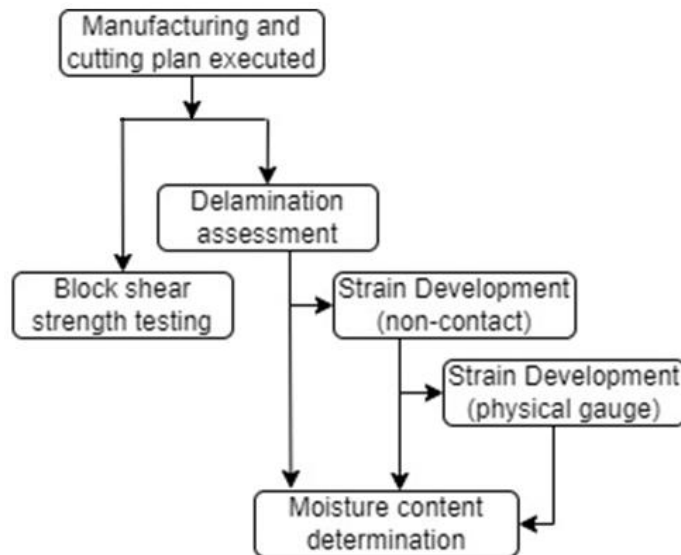 Manufacturing and
cutting plan executed
Delamination
assessment
Block shear
strength testing
Strain Development
(non-contact)
Strain Development
(physical gauge)
Moisture content
determination